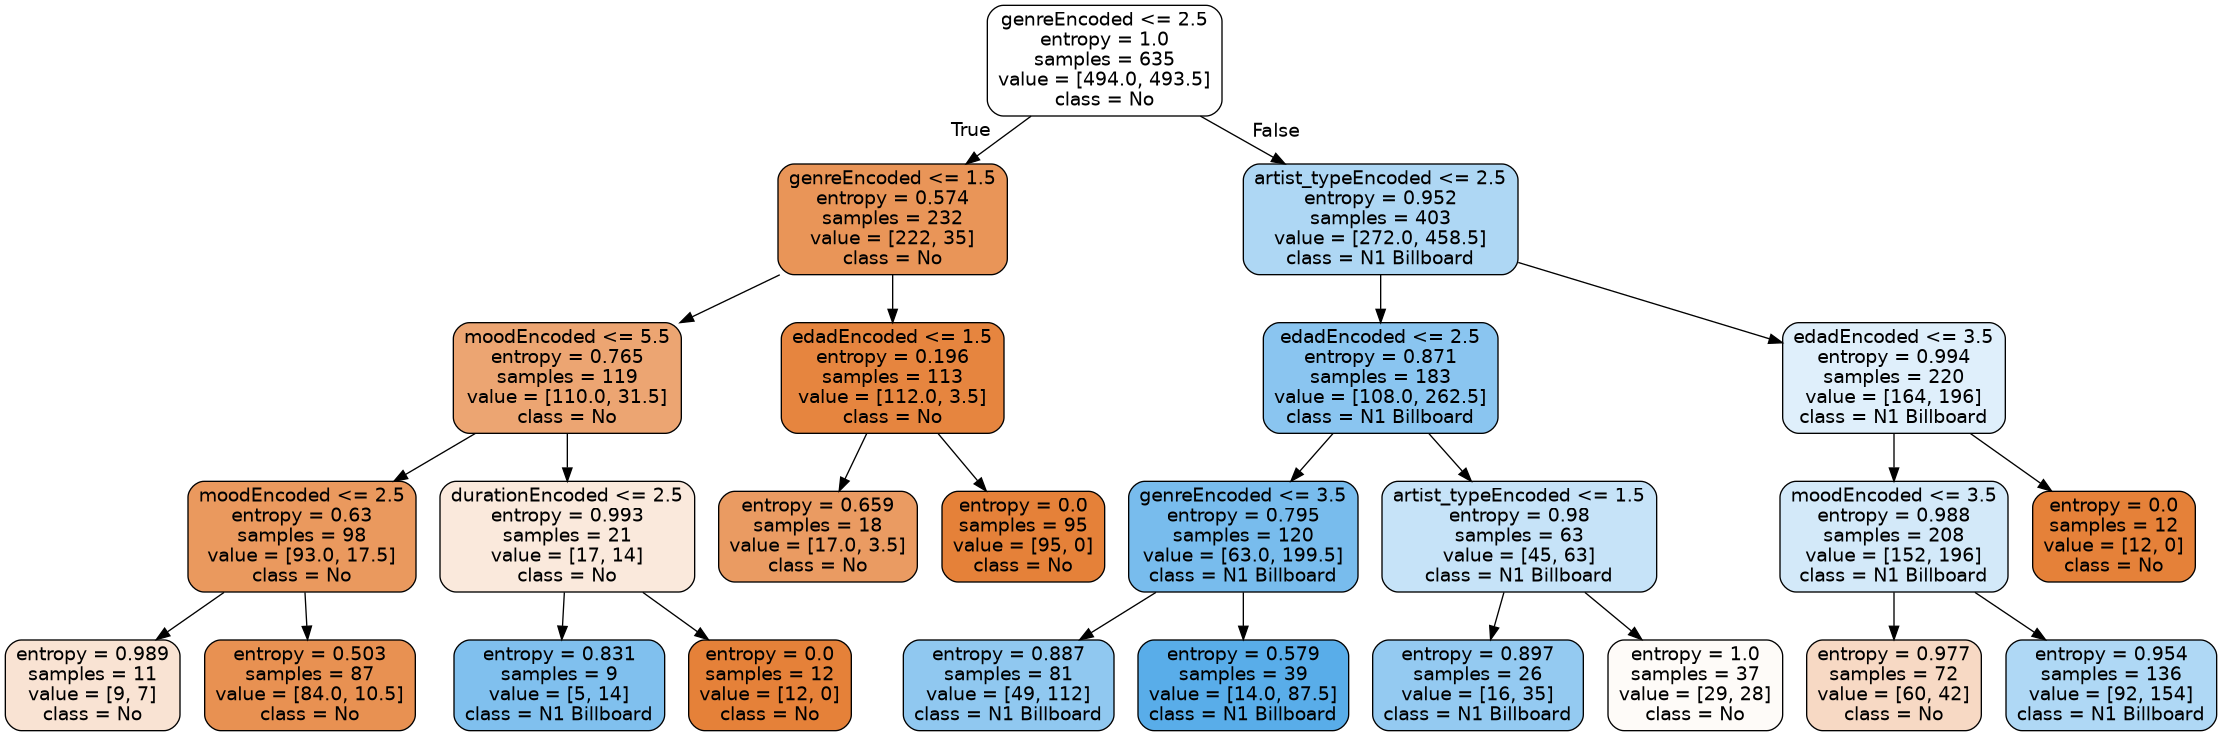 genreEncoded <= 2.5
entropy = 1.0
samples = 635
value = [494.0, 493.5]
class = No
True
False
genreEncoded <= 1.5
entropy = 0.574
samples = 232
value = [222, 35]
class = No
artist_typeEncoded <= 2.5
entropy = 0.952
samples = 403
value = [272.0, 458.5]
class = N1 Billboard
moodEncoded <= 5.5
entropy = 0.765
samples = 119
value = [110.0, 31.5]
class = No
edadEncoded <= 1.5
entropy = 0.196
samples = 113
value = [112.0, 3.5]
class = No
edadEncoded <= 2.5
entropy = 0.871
samples = 183
value = [108.0, 262.5]
class = N1 Billboard
edadEncoded <= 3.5
entropy = 0.994
samples = 220
value = [164, 196]
class = N1 Billboard
moodEncoded <= 2.5
entropy = 0.63
samples = 98
value = [93.0, 17.5]
class = No
durationEncoded <= 2.5
entropy = 0.993
samples = 21
value = [17, 14]
class = No
entropy = 0.659
samples = 18
value = [17.0, 3.5]
class = No
entropy = 0.0
samples = 95
value = [95, 0]
class = No
genreEncoded <= 3.5
entropy = 0.795
samples = 120
value = [63.0, 199.5]
class = N1 Billboard
artist_typeEncoded <= 1.5
entropy = 0.98
samples = 63
value = [45, 63]
class = N1 Billboard
moodEncoded <= 3.5
entropy = 0.988
samples = 208
value = [152, 196]
class = N1 Billboard
entropy = 0.0
samples = 12
value = [12, 0]
class = No
entropy = 0.989
samples = 11
value = [9, 7]
class = No
entropy = 0.503
samples = 87
value = [84.0, 10.5]
class = No
entropy = 0.831
samples = 9
value = [5, 14]
class = N1 Billboard
entropy = 0.0
samples = 12
value = [12, 0]
class = No
entropy = 0.887
samples = 81
value = [49, 112]
class = N1 Billboard
entropy = 0.579
samples = 39
value = [14.0, 87.5]
class = N1 Billboard
entropy = 0.897
samples = 26
value = [16, 35]
class = N1 Billboard
entropy = 1.0
samples = 37
value = [29, 28]
class = No
entropy = 0.977
samples = 72
value = [60, 42]
class = No
entropy = 0.954
samples = 136
value = [92, 154]
class = N1 Billboard